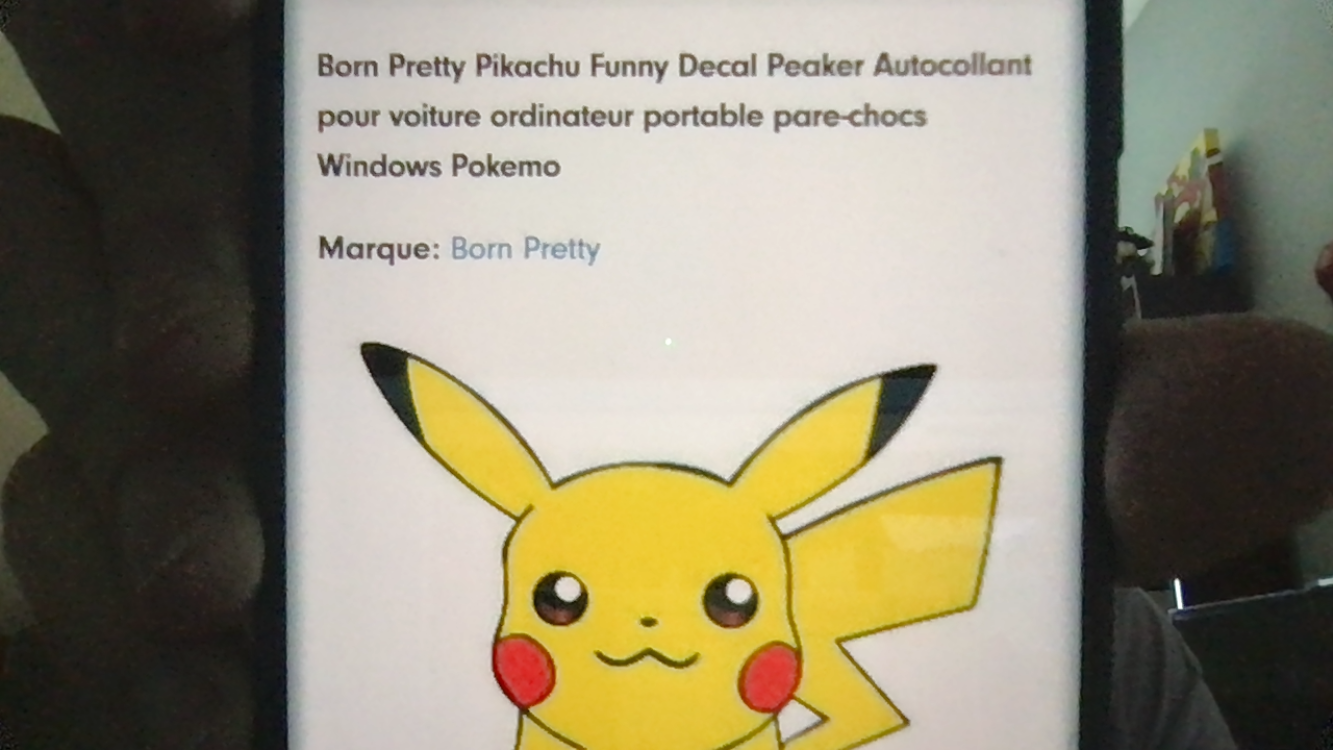 Born Pretty Pikachu Funny Decal Peaker Autocollant
pour voiture ordinateur portable pare-chocs
Windows Pokemo
Marque: Born Pretty